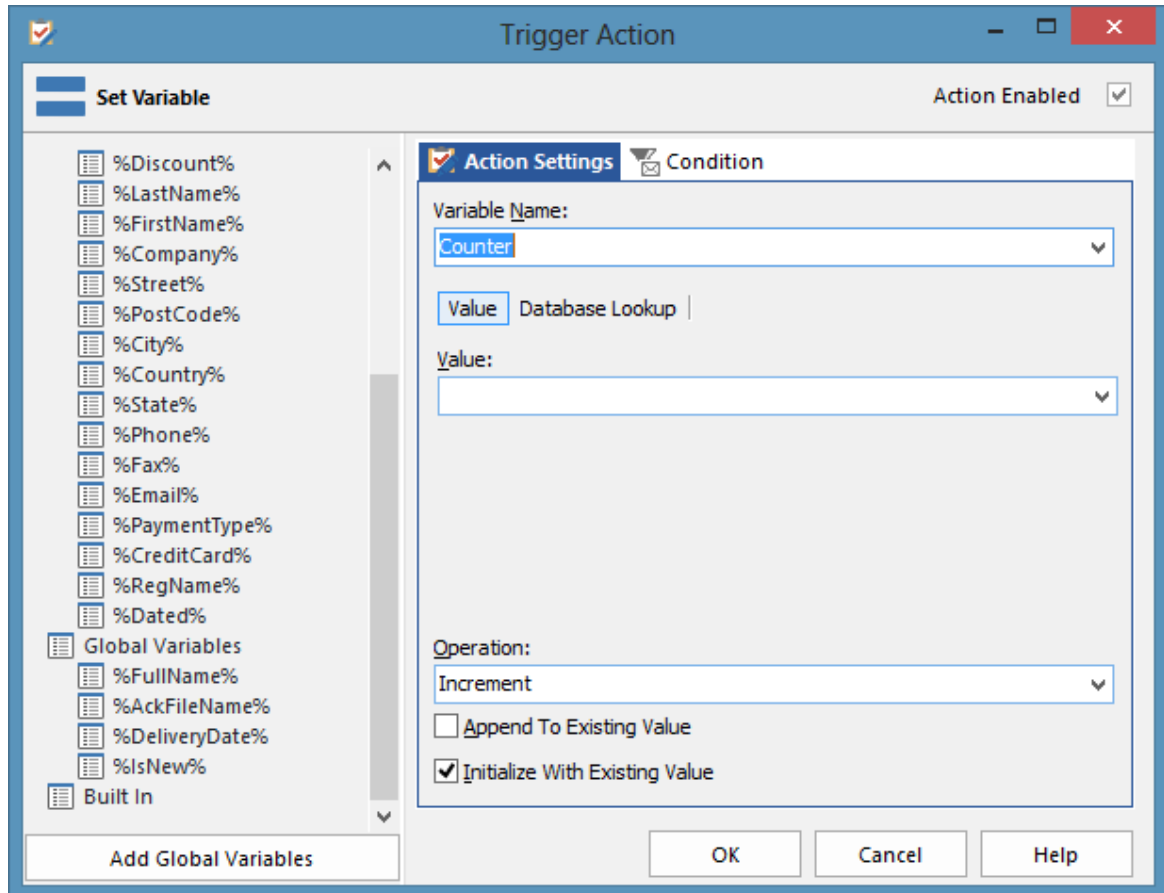 Trigger Action
Set Variable
Action Enabled
%Discount%
%LastName%
%FirstName%
%Company%
%Street%
%PostCode%
%City%
%Country%
%State%
%Phone%
%Fax%
%Email%
%PaymentType%
%CreditCard%
%RegName%
%Dated%
Global Variables
%FullName%
%AckFileName%
%DeliveryDate%
%IsNew%
Built In
Add Global Variables
Action Settings Condition
Variable Name:
Counter
Value Database Lookup
Value:
Operation:
Increment
Append To Existing Value
Initialize With Existing Value
OK Cancel Help